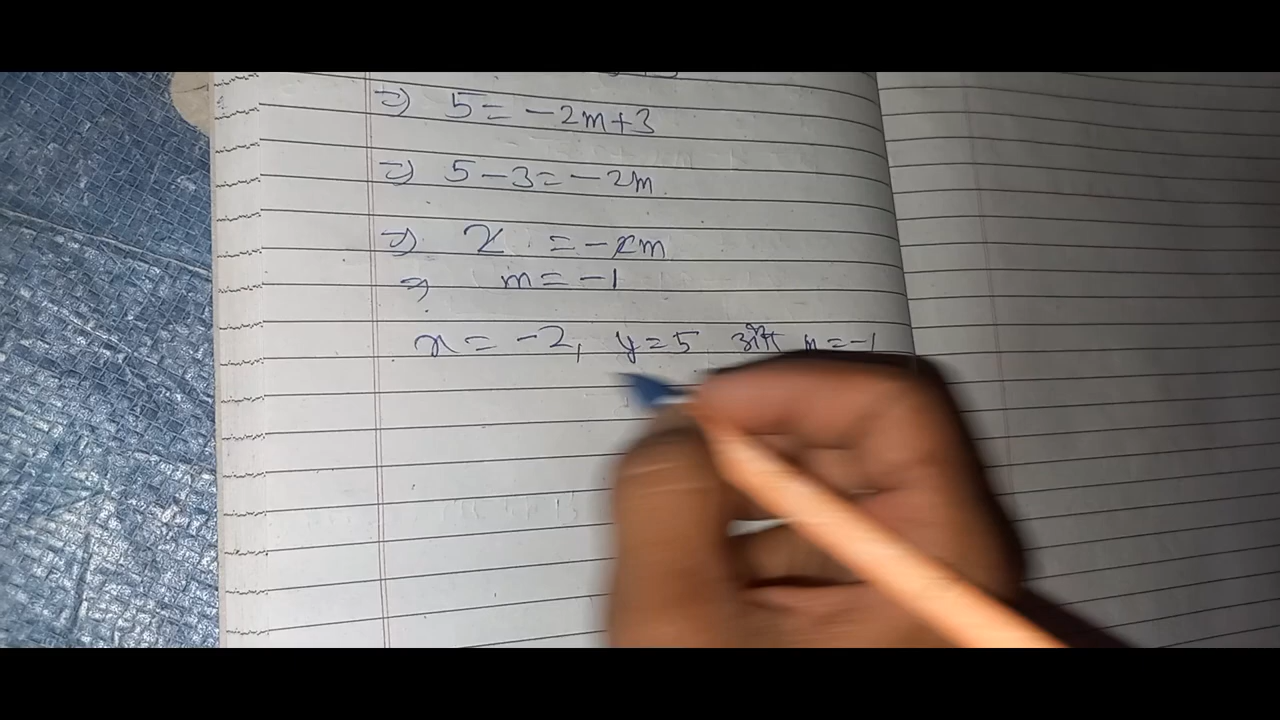 ⇒ 5 = -2m+3
⇒ 5 - 3 = -2m
⇒ 2 = -2m
⇒ m = -1
x = -2, y = 5 और m = -1